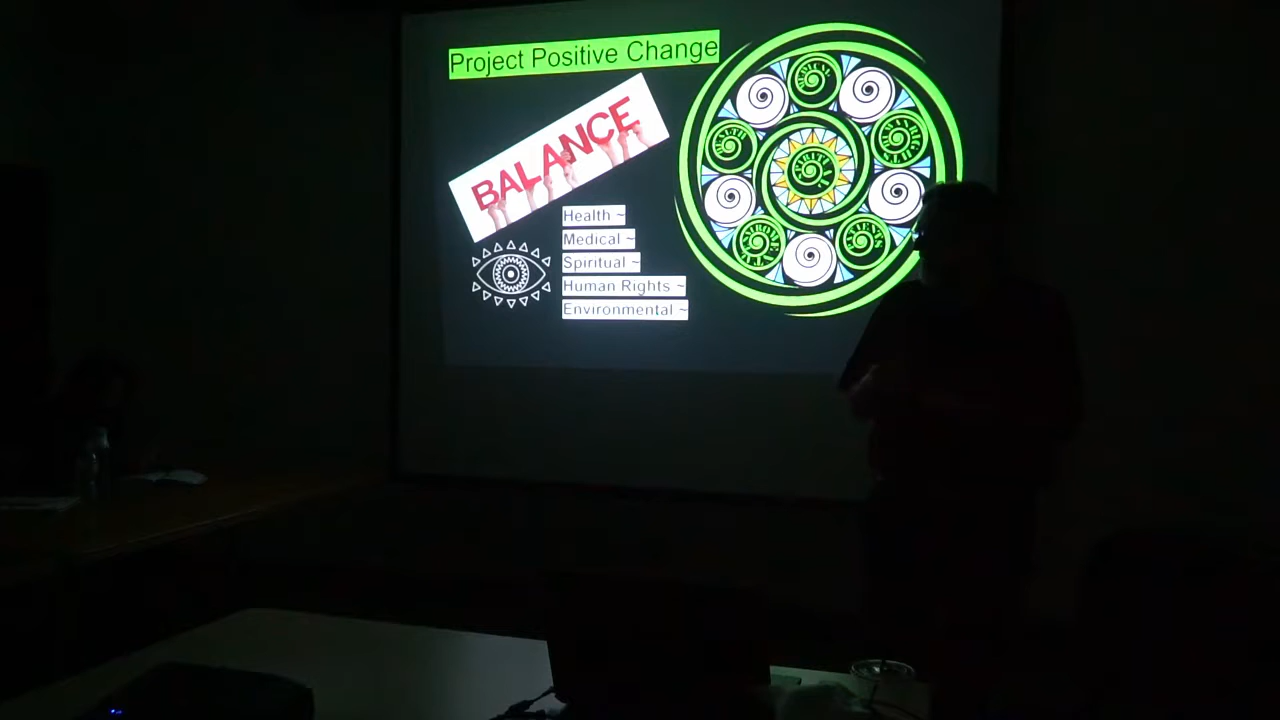 Project Positive Change
BALANCE
Health ~
Medical ~
Spiritual ~
Human Rights ~
Environmental ~